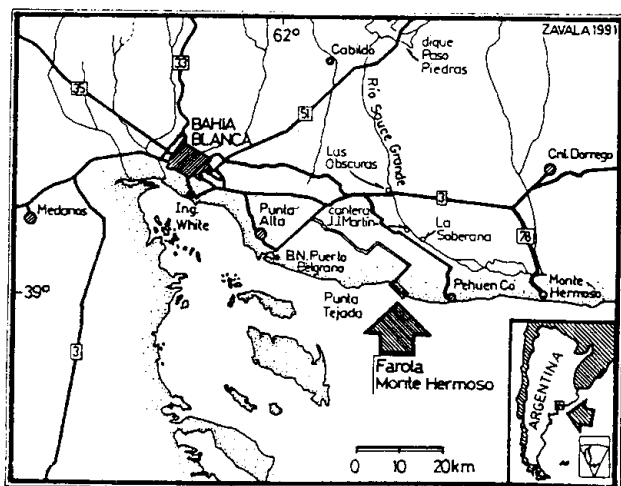 62°
ZAVALA 1991
Cabildo
dique
Paso
Piedras
33
35
51
BAHIA
BLANCA
Río Sauce Grande
Las
Obscuras
Cnl. Dorrego
3
Medanos
Ing.
White
Punta
Alta
cantera
J.J. Martin
La
Soberana
78
B.N. Puerto
Belgrano
39°
Punta
Tejada
Pehuen Có
Monte
Hermoso
3
Farola
Monte Hermoso
ARGENTINA
0 10 20km